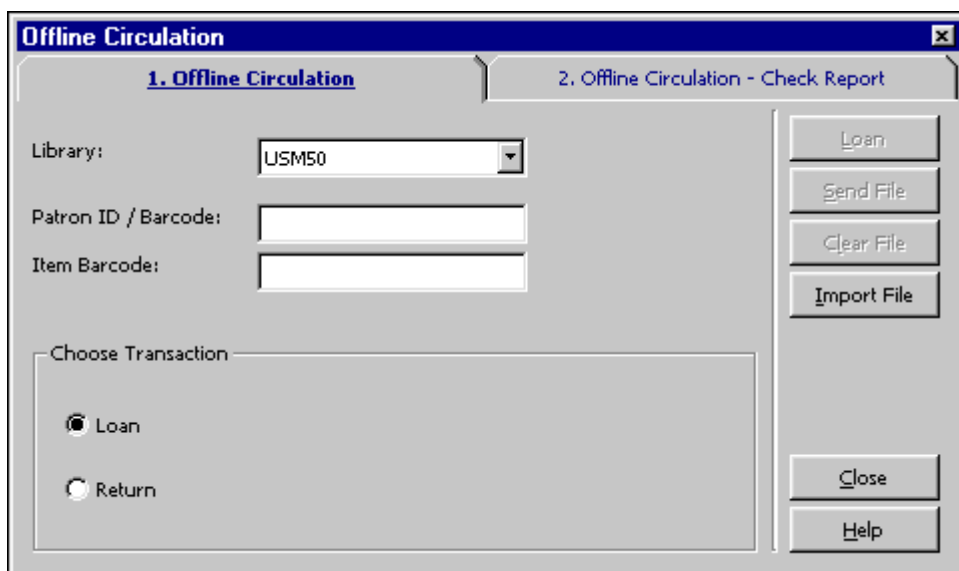 Offline Circulation
1. Offline Circulation
2. Offline Circulation - Check Report
Library:
USM50
Patron ID / Barcode:
Item Barcode:
Choose Transaction
Loan
Return
Loan
Send File
Clear File
Import File
Close
Help